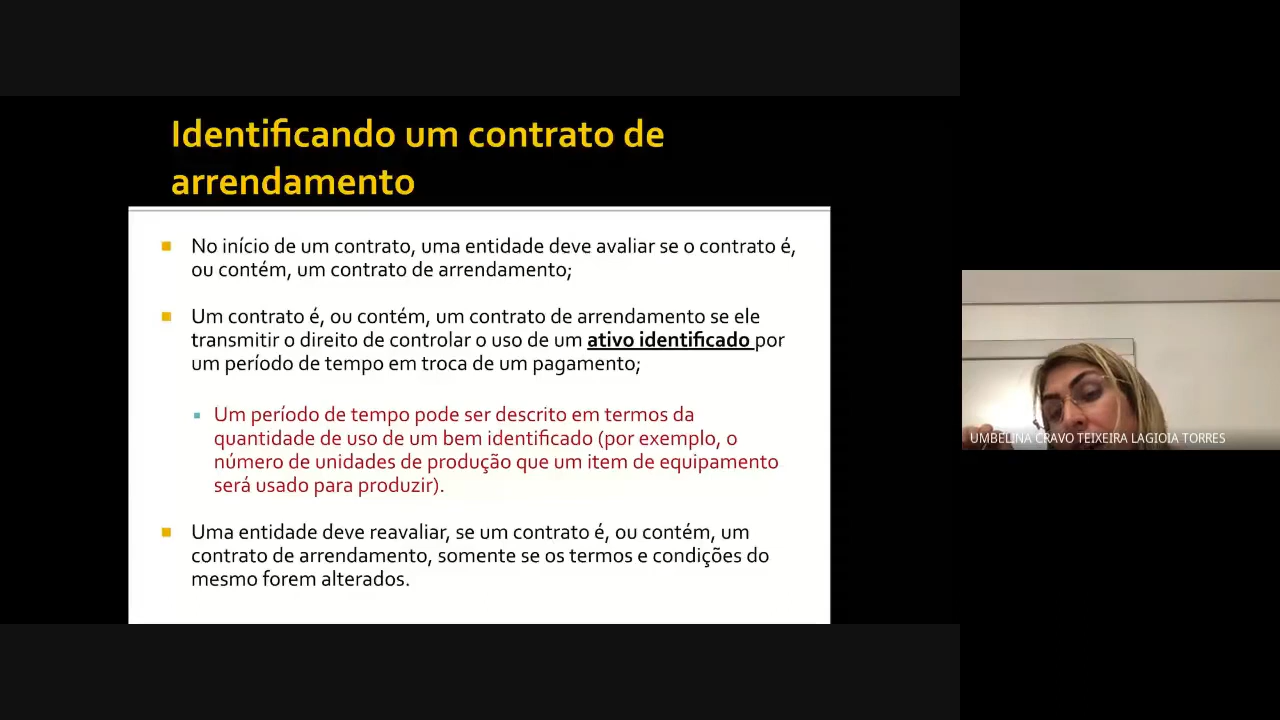 Identificando um contrato de
arrendamento
No início de um contrato, uma entidade deve avaliar se o contrato é,
ou contém, um contrato de arrendamento;
Um contrato é, ou contém, um contrato de arrendamento se ele
transmitir o direito de controlar o uso de um ativo identificado por
um período de tempo em troca de um pagamento;
Um período de tempo pode ser descrito em termos da
quantidade de uso de um bem identificado (por exemplo, o
número de unidades de produção que um item de equipamento
será usado para produzir).
Uma entidade deve reavaliar, se um contrato é, ou contém, um
contrato de arrendamento, somente se os termos e condições do
mesmo forem alterados.
UMBELINA CRAVO TEIXEIRA LAGIOIA TORRES